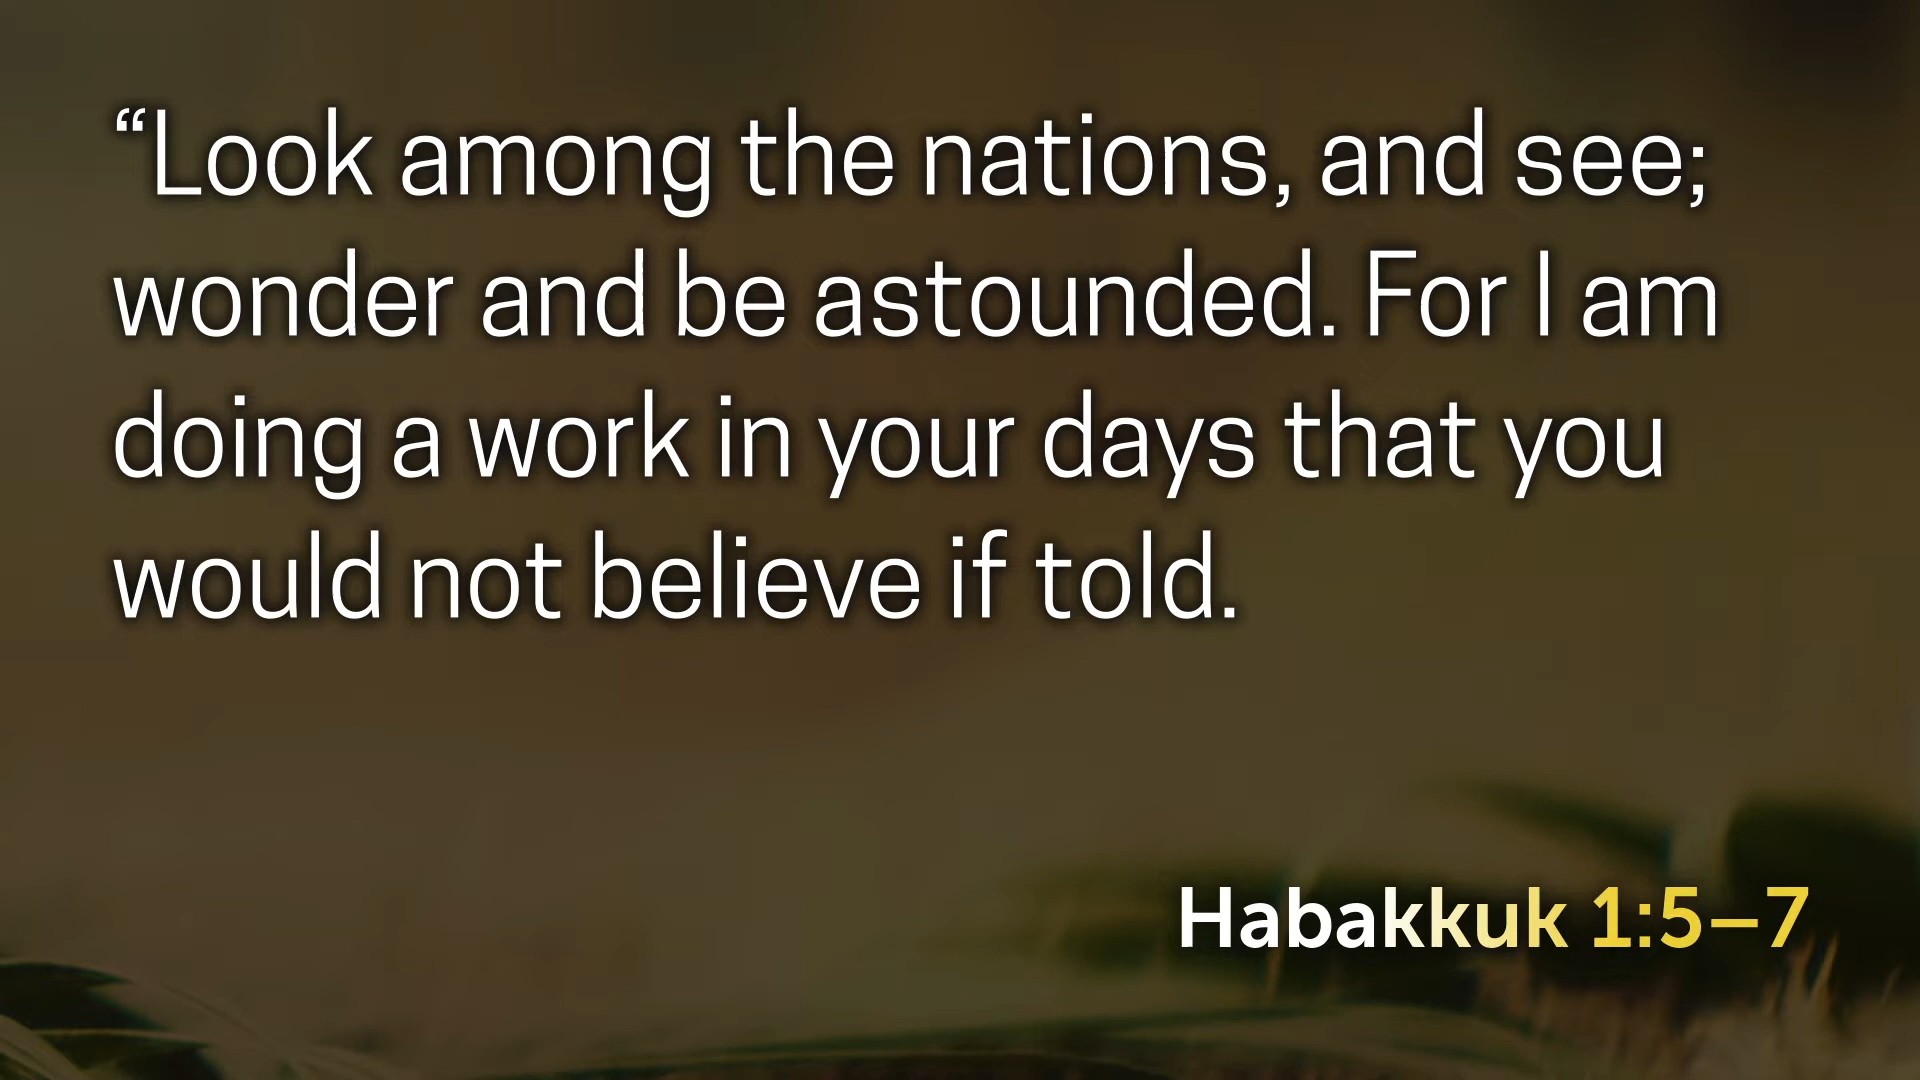 “Look among the nations, and see;
wonder and be astounded. For I am
doing a work in your days that you
would not believe if told.
Habakkuk 1:5–7